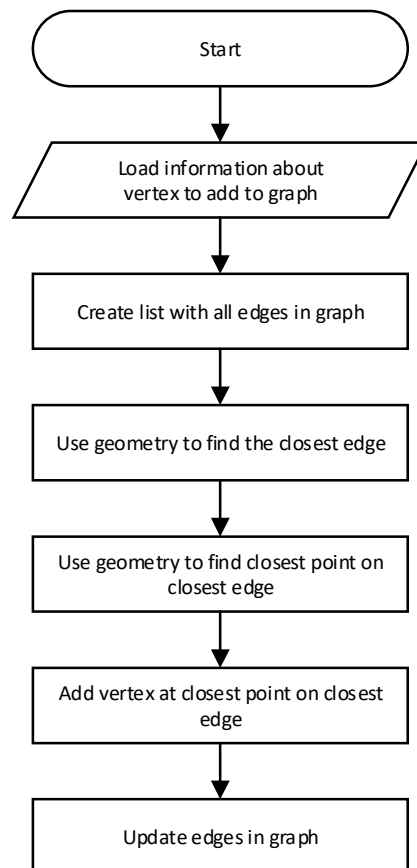 Start
Load information about
vertex to add to graph
Create list with all edges in graph
Use geometry to find the closest edge
Use geometry to find closest point on
closest edge
Add vertex at closest point on closest
edge
Update edges in graph